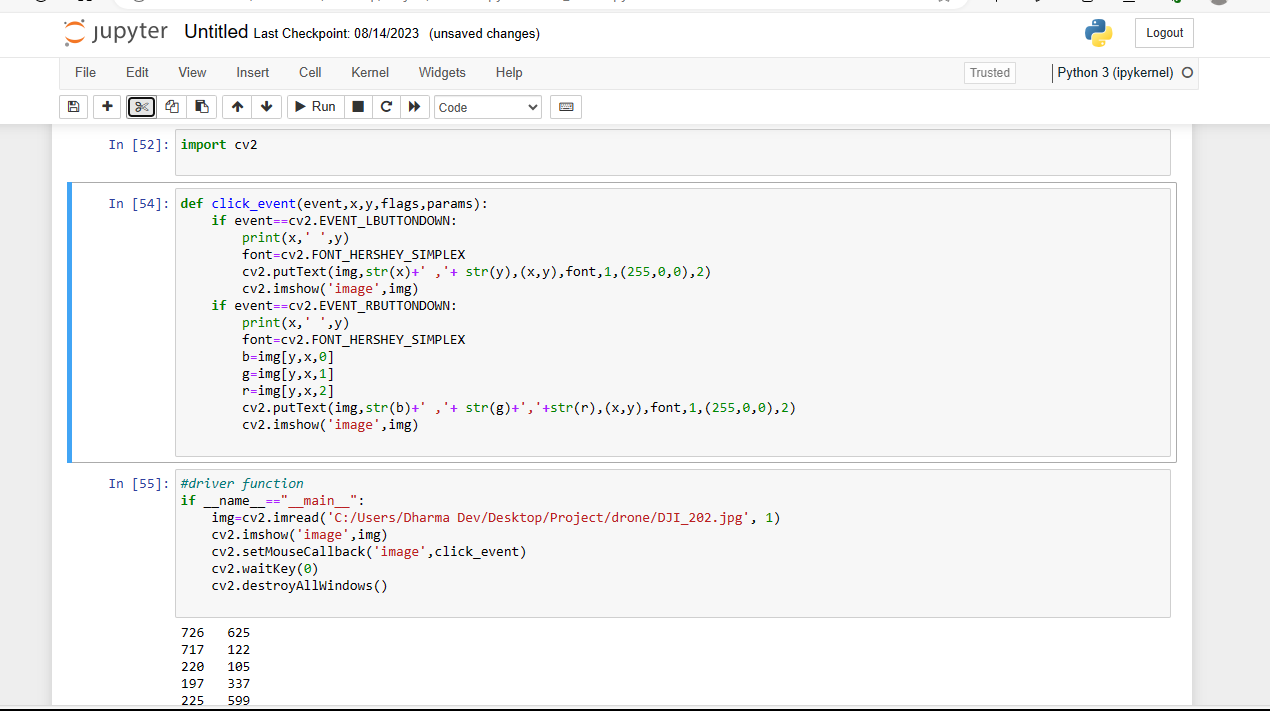 jupyter Untitled Last Checkpoint: 08/14/2023 (unsaved changes) Logout
File Edit View Insert Cell Kernel Widgets Help Trusted Python 3 (ipykernel)
Run Code
In [52]: import cv2
In [54]: def click_event(event,x,y,flags,params):
    if event==cv2.EVENT_LBUTTONDOWN:
        print(x,' ',y)
        font=cv2.FONT_HERSHEY_SIMPLEX
        cv2.putText(img,str(x)+' ,'+ str(y),(x,y),font,1,(255,0,0),2)
        cv2.imshow('image',img)
    if event==cv2.EVENT_RBUTTONDOWN:
        print(x,' ',y)
        font=cv2.FONT_HERSHEY_SIMPLEX
        b=img[y,x,0]
        g=img[y,x,1]
        r=img[y,x,2]
        cv2.putText(img,str(b)+' ,'+ str(g)+','+str(r),(x,y),font,1,(255,0,0),2)
        cv2.imshow('image',img)
In [55]: #driver function
if __name__=="__main__":
    img=cv2.imread('C:/Users/Dharma Dev/Desktop/Project/drone/DJI_202.jpg', 1)
    cv2.imshow('image',img)
    cv2.setMouseCallback('image',click_event)
    cv2.waitKey(0)
    cv2.destroyAllWindows()
726   625
717   122
220   105
197   337
225   599